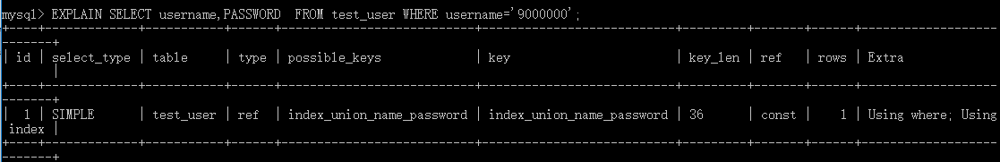 mysql> EXPLAIN SELECT username,PASSWORD  FROM test_user WHERE username='9000000';
+----+-------------+-----------+------+---------------------------+---------------------------+---------+-------+------+-------------------
-------+
| id | select_type | table     | type | possible_keys             | key                       | key_len | ref   | rows | Extra
       |
+----+-------------+-----------+------+---------------------------+---------------------------+---------+-------+------+-------------------
-------+
|  1 | SIMPLE      | test_user | ref  | index_union_name_password | index_union_name_password | 36      | const |    1 | Using where; Using
 index |
+----+-------------+-----------+------+---------------------------+---------------------------+---------+-------+------+-------------------
-------+